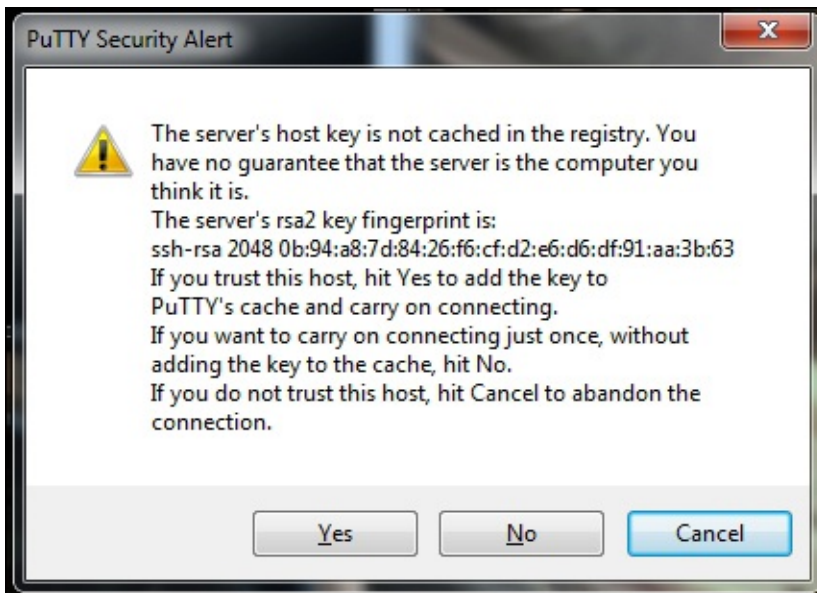 PuTTY Security Alert
The server's host key is not cached in the registry. You
have no guarantee that the server is the computer you
think it is.
The server's rsa2 key fingerprint is:
ssh-rsa 2048 0b:94:a8:7d:84:26:f6:cf:d2:e6:d6:df:91:aa:3b:63
If you trust this host, hit Yes to add the key to
PuTTY's cache and carry on connecting.
If you want to carry on connecting just once, without
adding the key to the cache, hit No.
If you do not trust this host, hit Cancel to abandon the
connection.
Yes No Cancel